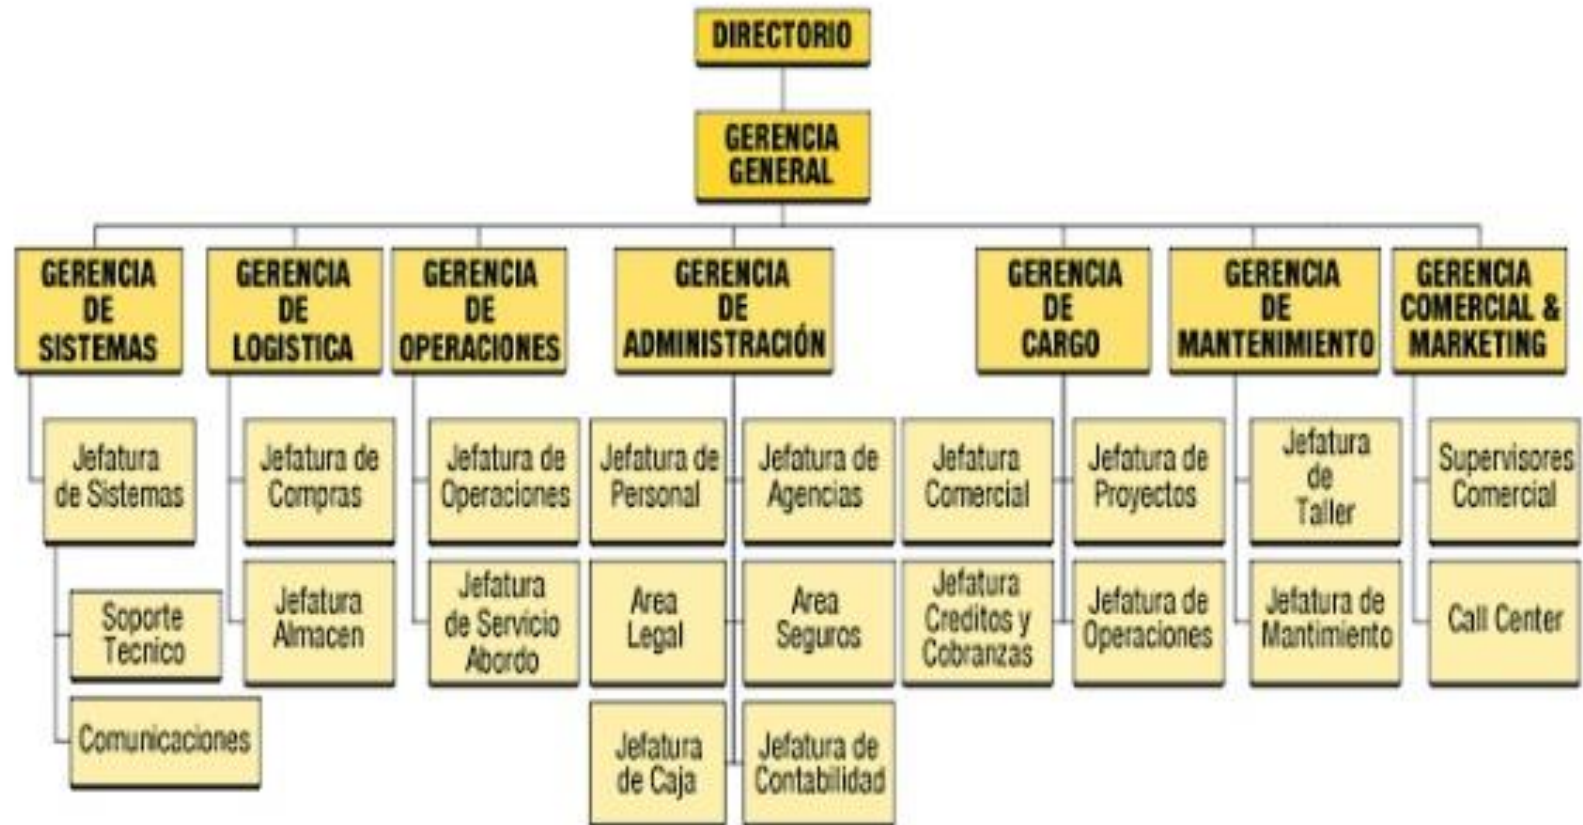 DIRECTORIO
GERENCIA
GENERAL
GERENCIA
DE
SISTEMAS
GERENCIA
DE
LOGISTICA
GERENCIA
DE
OPERACIONES
GERENCIA
DE
ADMINISTRACIÓN
GERENCIA
DE
CARGO
GERENCIA
DE
MANTENIMIENTO
GERENCIA
COMERCIAL &
MARKETING
Jefatura
de Sistemas
Jefatura de
Compras
Jefatura de
Operaciones
Jefatura de
Personal
Jefatura de
Agencias
Jefatura
Comercial
Jefatura de
Proyectos
Jefatura
de
Taller
Supervisores
Comercial
Soporte
Tecnico
Jefatura
Almacen
Jefatura
de Servicio
Abordo
Area
Legal
Area
Seguros
Jefatura
Creditos y
Cobranzas
Jefatura de
Operaciones
Jefatura de
Mantimiento
Call Center
Comunicaciones
Jefatura
de Caja
Jefatura de
Contabilidad